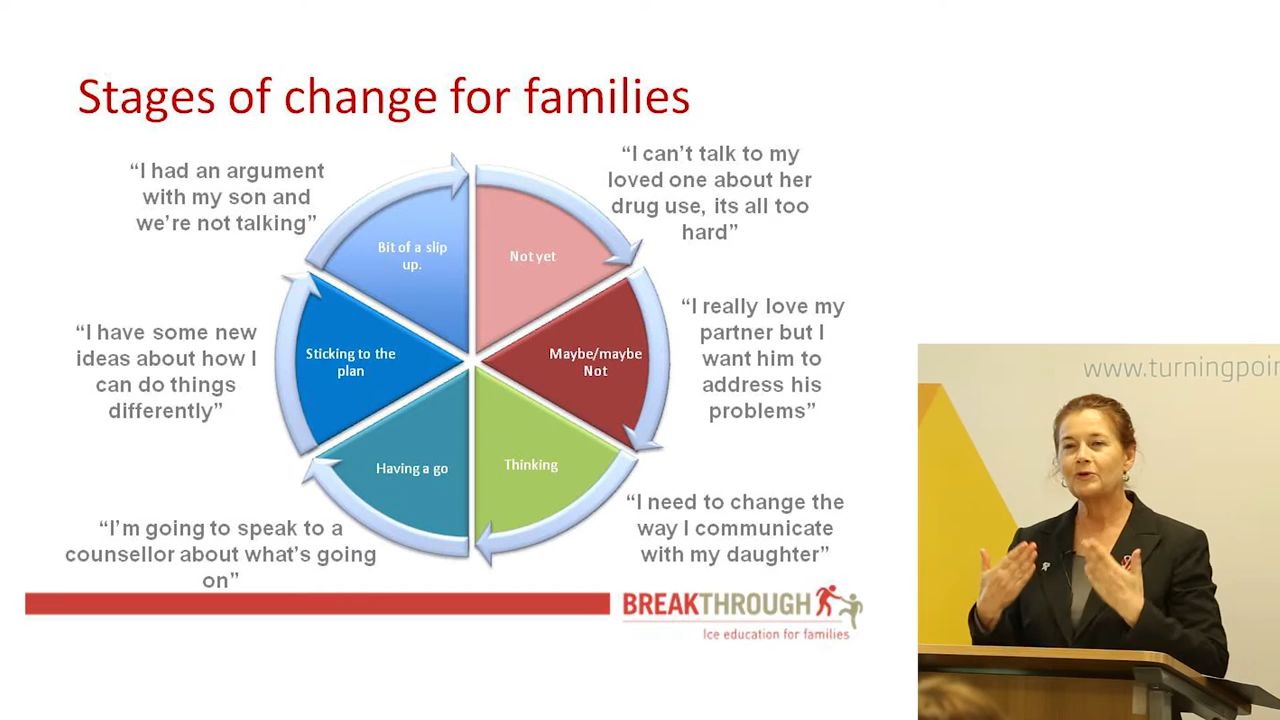 Stages of change for families
“I had an argument
with my son and
we’re not talking”
“I can’t talk to my
loved one about her
drug use, its all too
hard”
Bit of a slip
up.
Not yet
“I have some new
ideas about how I
can do things
differently”
Sticking to the
plan
Maybe/maybe
Not
“I really love my
partner but I
want him to
address his
problems”
Having a go
Thinking
“I’m going to speak to a
counsellor about what’s going
on”
“I need to change the
way I communicate
with my daughter”
BREAKTHROUGH
Ice education for families
www.turningpoin